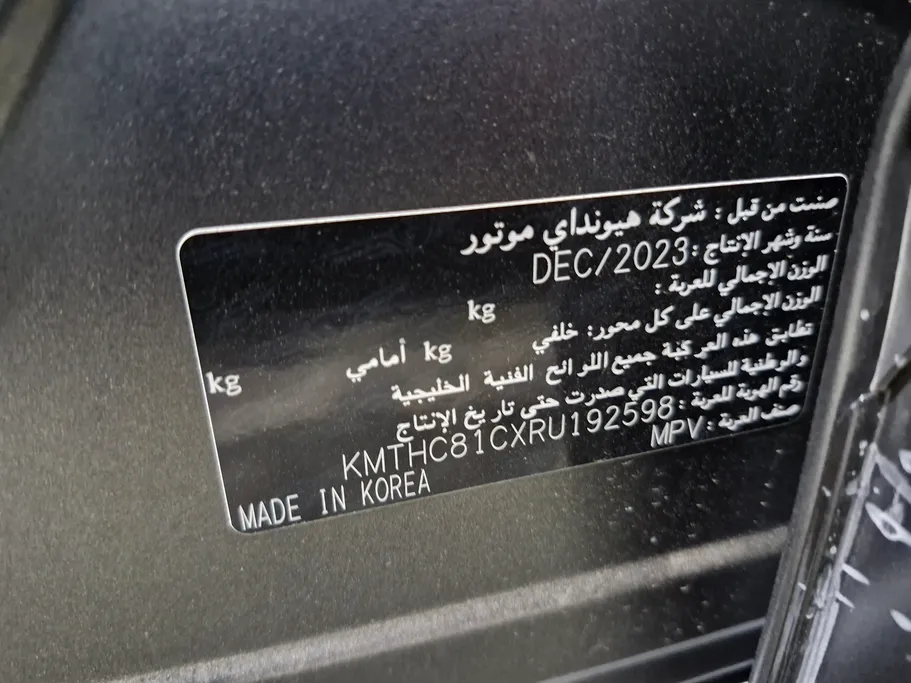 صنعت من قبل : شركة هيونداي موتور
سنة وشهر الإنتاج : DEC/2023
الوزن الإجمالي للعربة : kg
الوزن الإجمالي على كل محور: خلفي kg أمامي kg
تطابق هذه المركبة جميع اللوائح الفنية الخليجية
والوطنية للسيارات التي صدرت حتى تاريخ الإنتاج
رقم الهوية للعربة : KMTHC81CXRU192598
صنف العربة : MPV
MADE IN KOREA